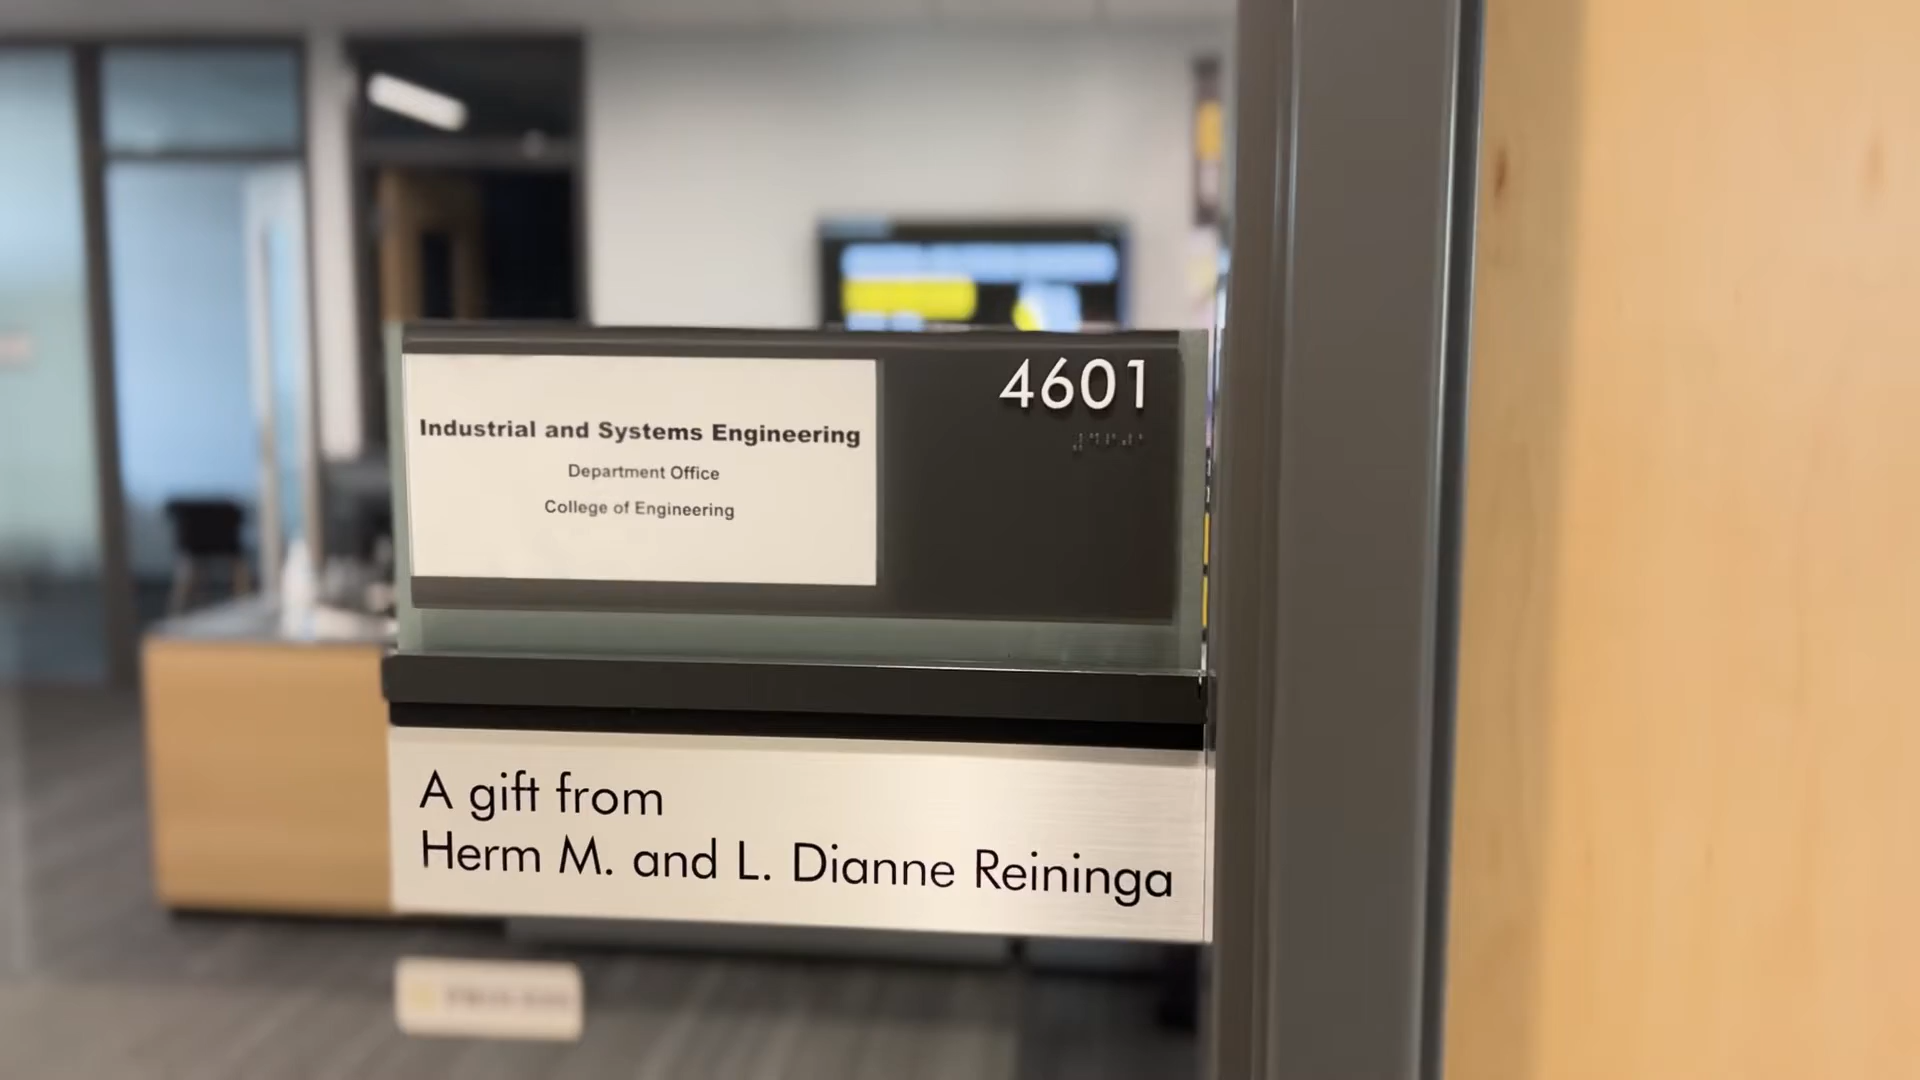 4601
Industrial and Systems Engineering
Department Office
College of Engineering
A gift from
Herm M. and L. Dianne Reininga